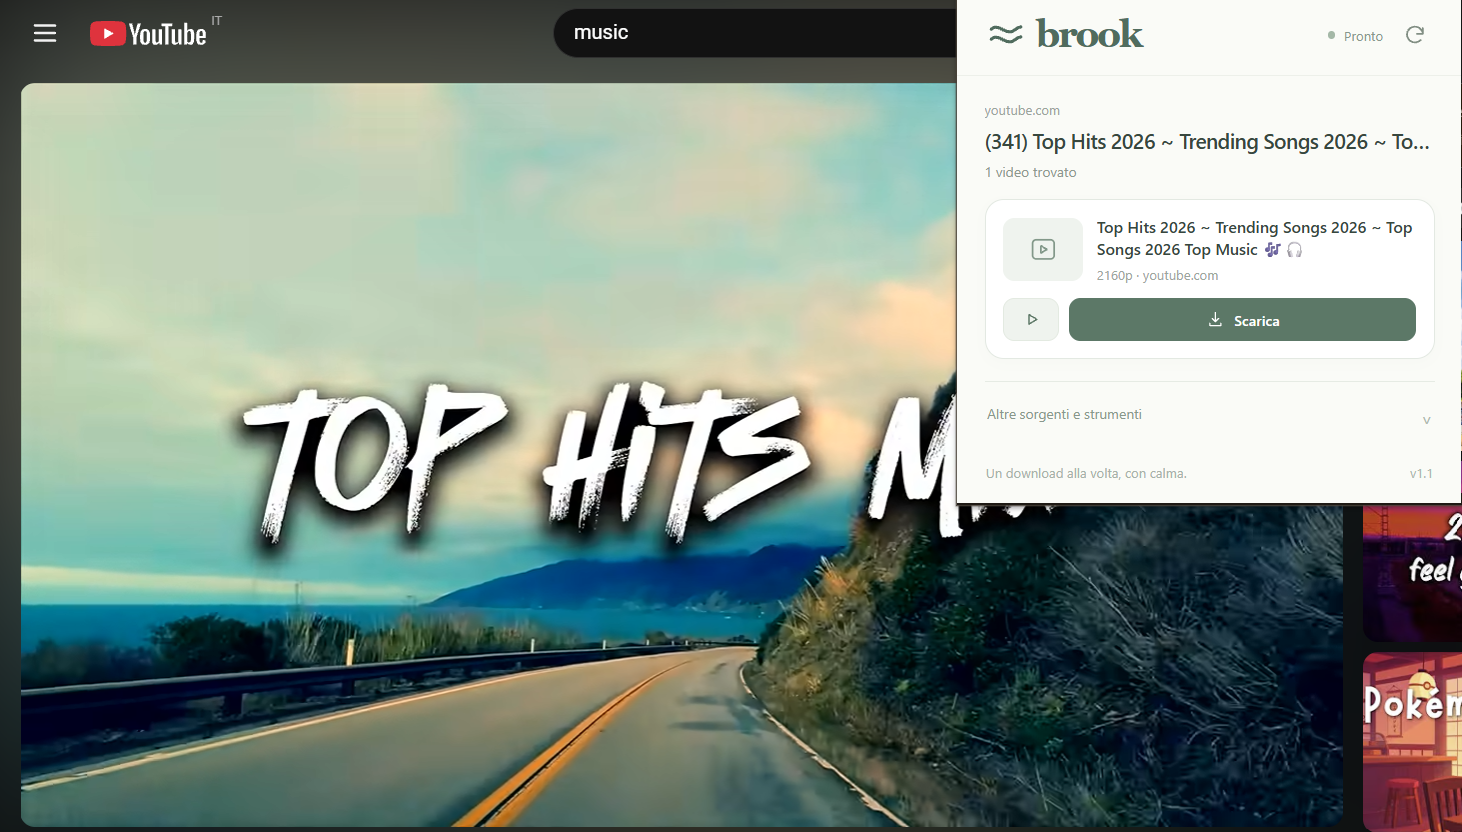 YouTube
IT
music
TOP HiTS
brook
Pronto
youtube.com
(341) Top Hits 2026 ~ Trending Songs 2026 ~ To...
1 video trovato
Top Hits 2026 ~ Trending Songs 2026 ~ Top
Songs 2026 Top Music 🎶 🎧
2160p · youtube.com
Scarica
Altre sorgenti e strumenti
Un download alla volta, con calma.
v1.1
feel
Pokém